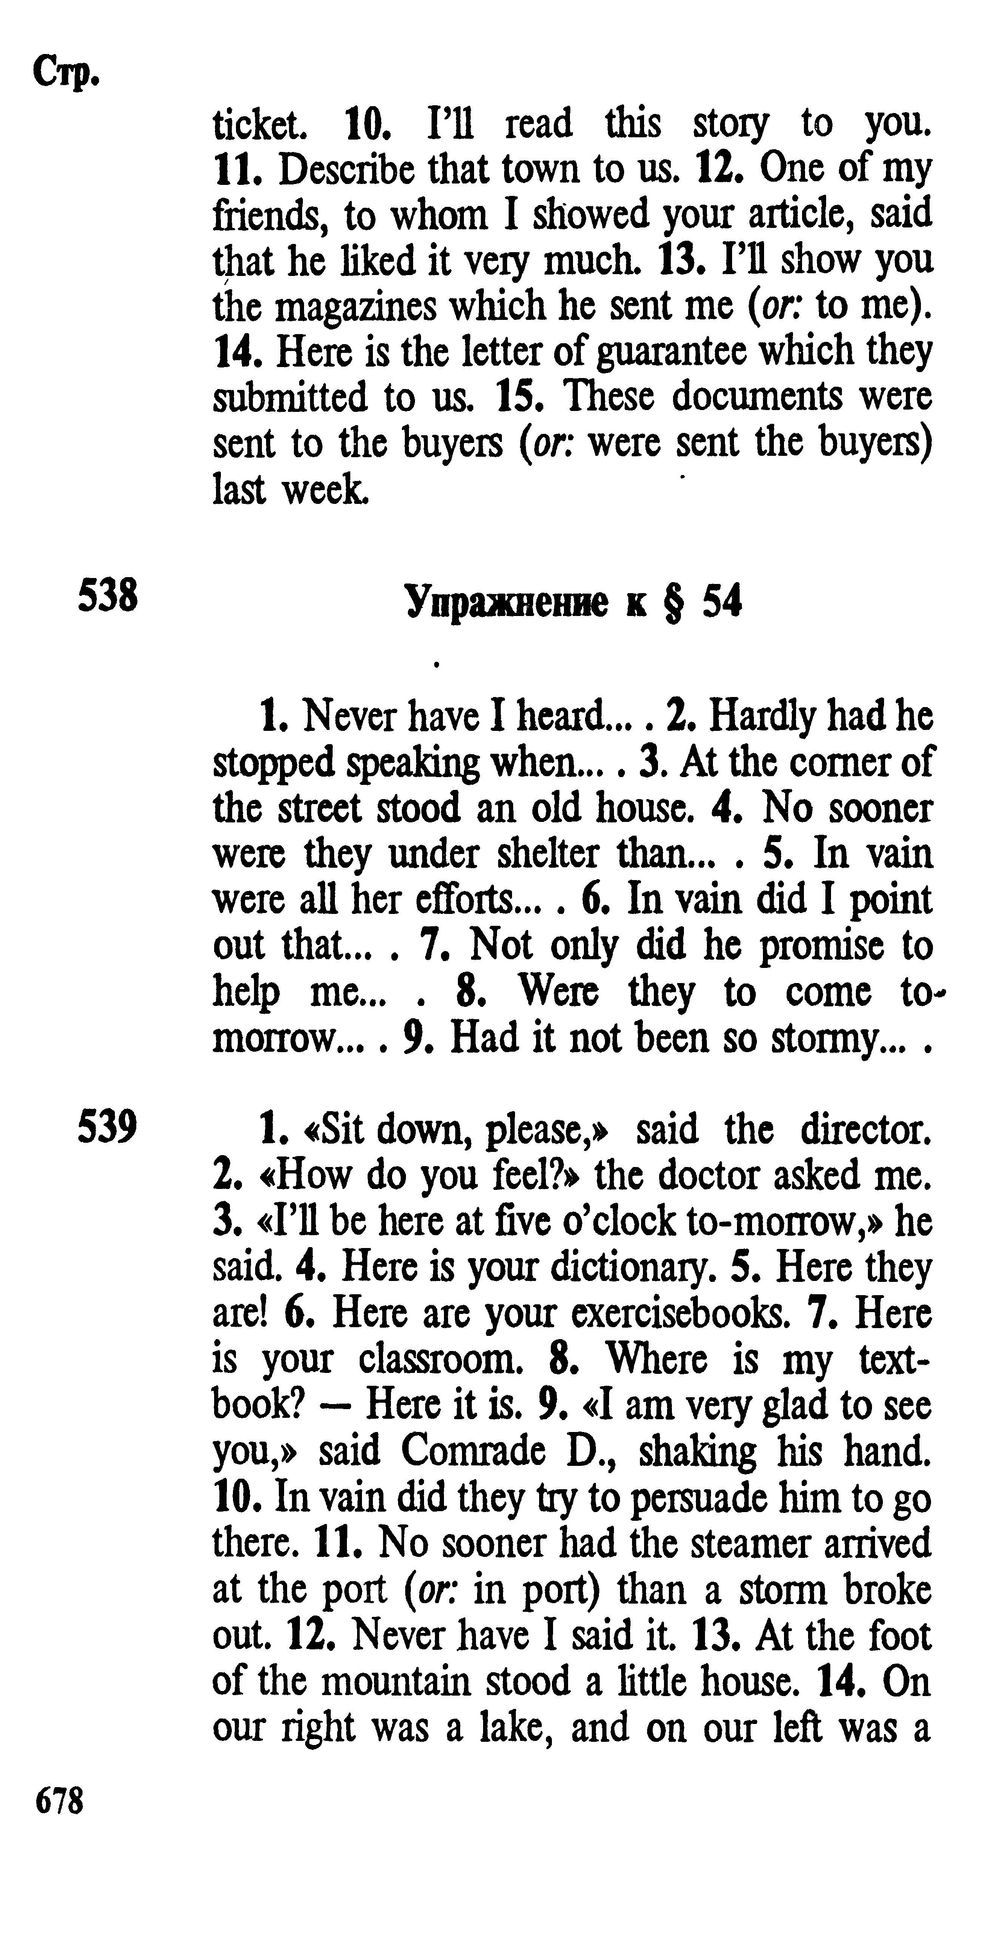 Стр.
ticket. 10. I'll read this story to you.
11. Describe that town to us. 12. One of my
friends, to whom I showed your article, said
that he liked it very much. 13. I'll show you
the magazines which he sent me (or: to me).
14. Here is the letter of guarantee which they
submitted to us. 15. These documents were
sent to the buyers (or: were sent the buyers)
last week.
538 Упражнение к § 54
1. Never have I heard... . 2. Hardly had he
stopped speaking when... . 3. At the corner of
the street stood an old house. 4. No sooner
were they under shelter than... . 5. In vain
were all her efforts... . 6. In vain did I point
out that... . 7. Not only did he promise to
help me... . 8. Were they to come to-
morrow... . 9. Had it not been so stormy... .
539 1. «Sit down, please,» said the director.
2. «How do you feel?» the doctor asked me.
3. «I'll be here at five o'clock to-morrow,» he
said. 4. Here is your dictionary. 5. Here they
are! 6. Here are your exercisebooks. 7. Here
is your classroom. 8. Where is my text-
book? — Here it is. 9. «I am very glad to see
you,» said Comrade D., shaking his hand.
10. In vain did they try to persuade him to go
there. 11. No sooner had the steamer arrived
at the port (or: in port) than a storm broke
out. 12. Never have I said it. 13. At the foot
of the mountain stood a little house. 14. On
our right was a lake, and on our left was a
678